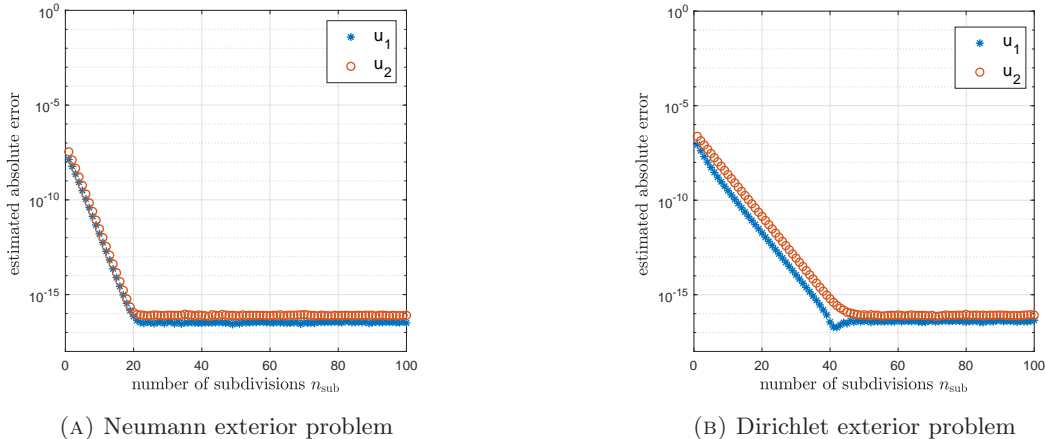 10^0
10^-5
10^-10
10^-15
estimated absolute error
0 20 40 60 80 100
number of subdivisions n_sub
u_1
u_2
(A) Neumann exterior problem
10^0
10^-5
10^-10
10^-15
estimated absolute error
0 20 40 60 80 100
number of subdivisions n_sub
u_1
u_2
(B) Dirichlet exterior problem